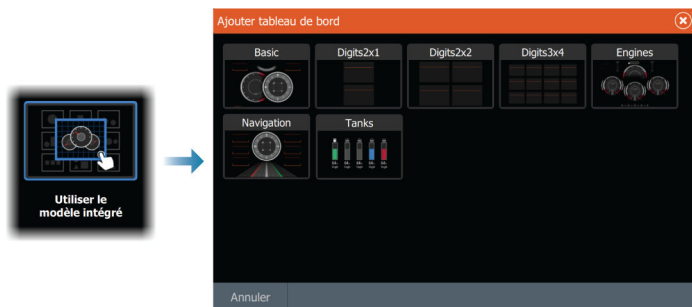 Utiliser le
modèle intégré
Ajouter tableau de bord
Basic
Digits2x1
Digits2x2
Digits3x4
Engines
Navigation
Tanks
Annuler